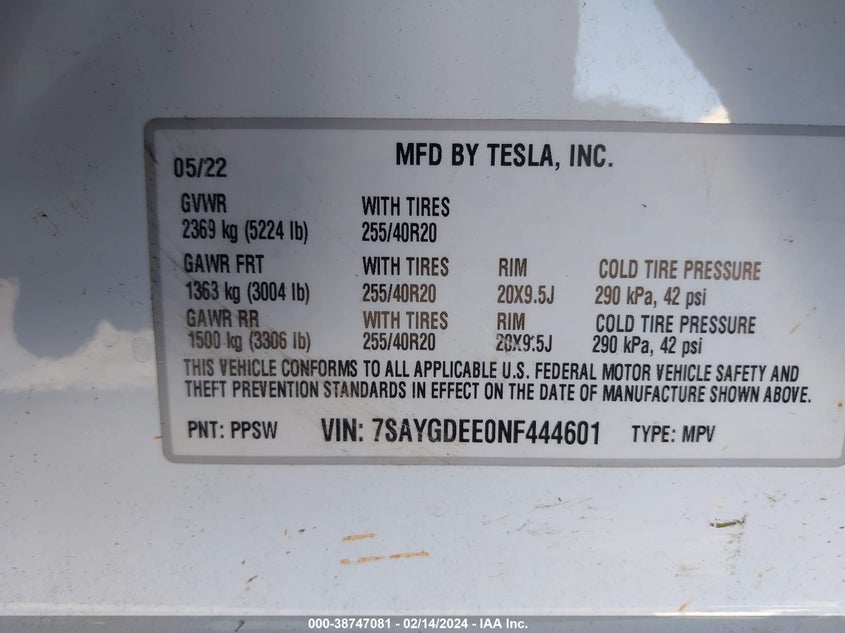 05/22 MFD BY TESLA, INC.
GVWR WITH TIRES
2369 kg (5224 lb) 255/40R20
GAWR FRT WITH TIRES RIM COLD TIRE PRESSURE
1363 kg (3004 lb) 255/40R20 20X9.5J 290 kPa, 42 psi
GAWR RR WITH TIRES RIM COLD TIRE PRESSURE
1500 kg (3306 lb) 255/40R20 20X9.5J 290 kPa, 42 psi
THIS VEHICLE CONFORMS TO ALL APPLICABLE U.S. FEDERAL MOTOR VEHICLE SAFETY AND
THEFT PREVENTION STANDARDS IN EFFECT ON THE DATE OF MANUFACTURE SHOWN ABOVE.
PNT: PPSW VIN: 7SAYGDEE0NF444601 TYPE: MPV
000-38747081 - 02/14/2024 - IAA Inc.